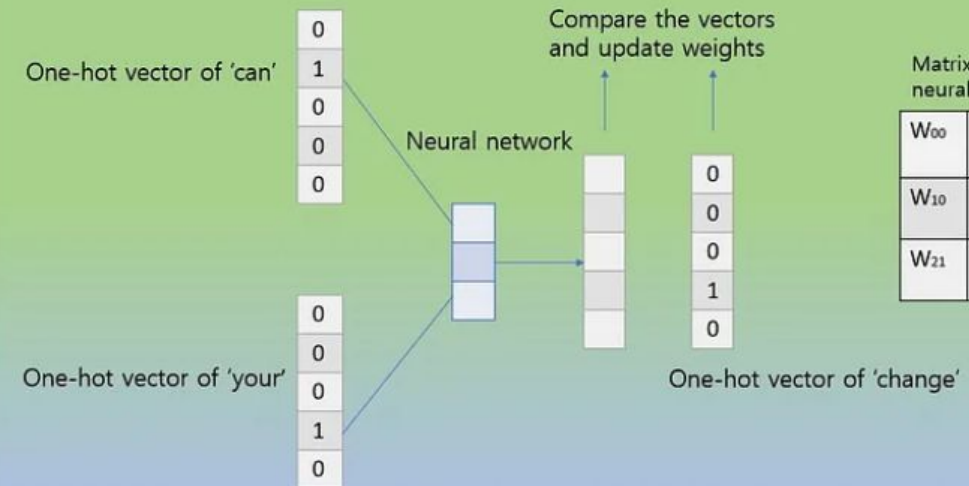 Compare the vectors
and update weights
One-hot vector of 'can'
0
1
0
0
0
Neural network
Matrix
neural
W00
W10
W21
0
0
0
1
0
One-hot vector of 'change'
One-hot vector of 'your'
0
0
0
1
0